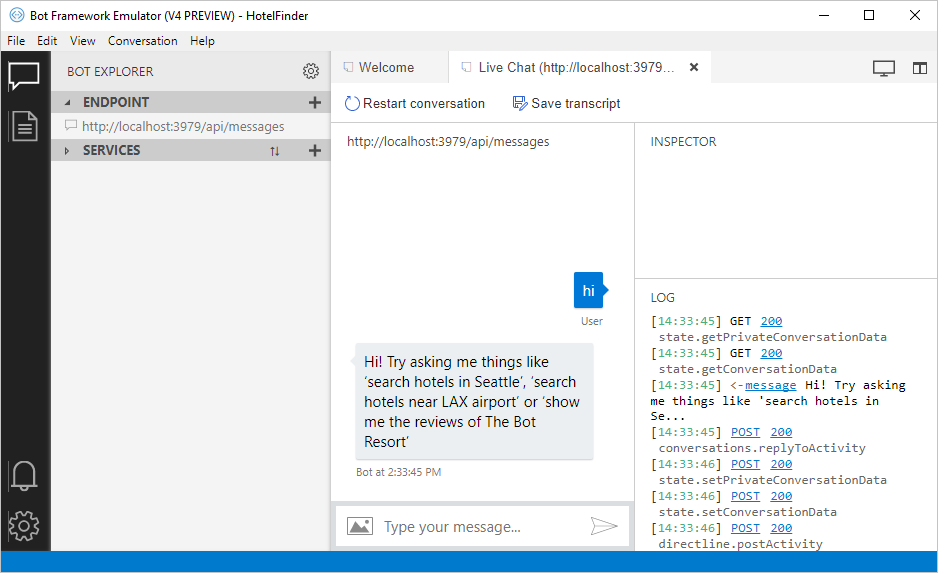 Bot Framework Emulator (V4 PREVIEW) - HotelFinder
File Edit View Conversation Help
BOT EXPLORER
ENDPOINT
http://localhost:3979/api/messages
SERVICES
Welcome
Live Chat (http://localhost:3979...
Restart conversation
Save transcript
http://localhost:3979/api/messages
hi
User
Hi! Try asking me things like
‘search hotels in Seattle’, ‘search
hotels near LAX airport’ or ‘show
me the reviews of The Bot
Resort’
Bot at 2:33:45 PM
Type your message...
INSPECTOR
LOG
[14:33:45] GET 200
state.getPrivateConversationData
[14:33:45] GET 200
state.getConversationData
[14:33:45] <-message Hi! Try asking
me things like 'search hotels in
Se...
[14:33:45] POST 200
conversations.replyToActivity
[14:33:46] POST 200
state.setPrivateConversationData
[14:33:46] POST 200
state.setConversationData
[14:33:46] POST 200
directline.postActivity